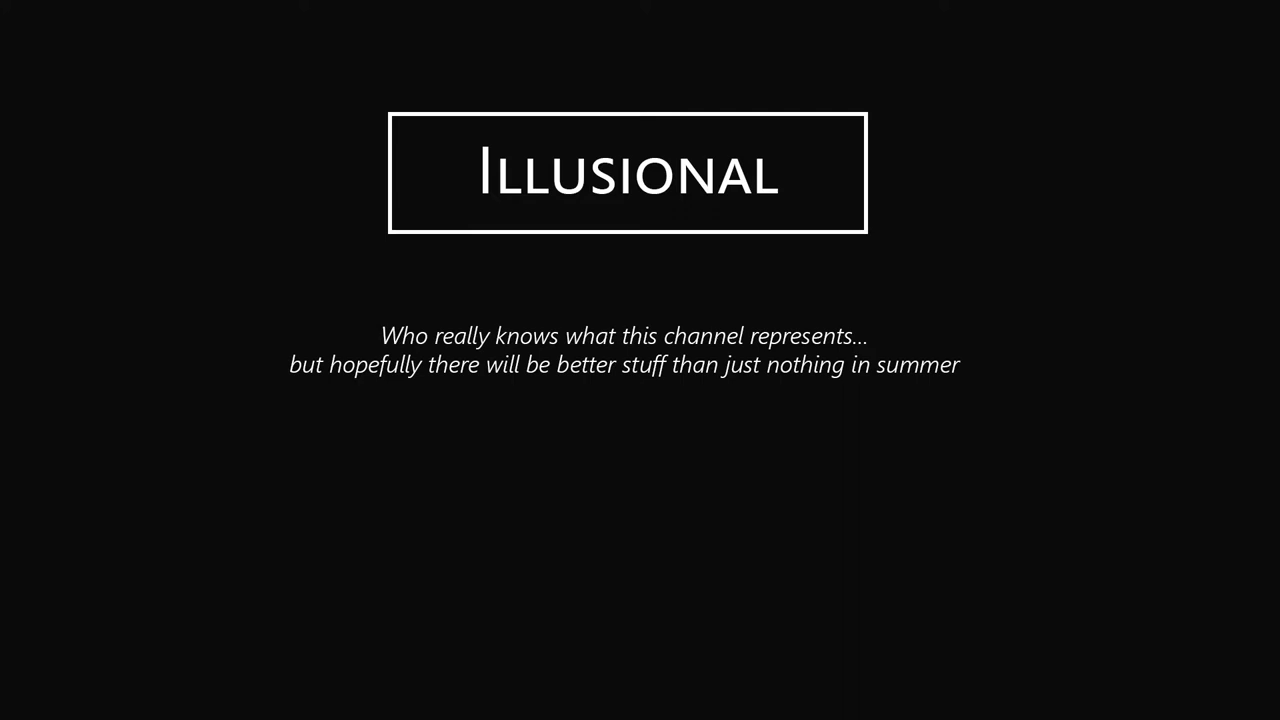 Illusional
Who really knows what this channel represents...
but hopefully there will be better stuff than just nothing in summer